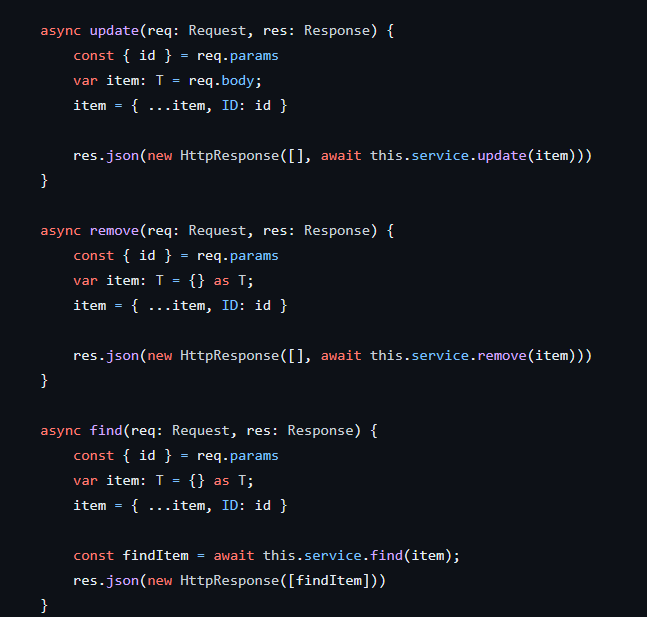 async update(req: Request, res: Response) {
    const { id } = req.params
    var item: T = req.body;
    item = { ...item, ID: id }

    res.json(new HttpResponse([], await this.service.update(item)))
}

async remove(req: Request, res: Response) {
    const { id } = req.params
    var item: T = {} as T;
    item = { ...item, ID: id }

    res.json(new HttpResponse([], await this.service.remove(item)))
}

async find(req: Request, res: Response) {
    const { id } = req.params
    var item: T = {} as T;
    item = { ...item, ID: id }

    const findItem = await this.service.find(item);
    res.json(new HttpResponse([findItem]))
}